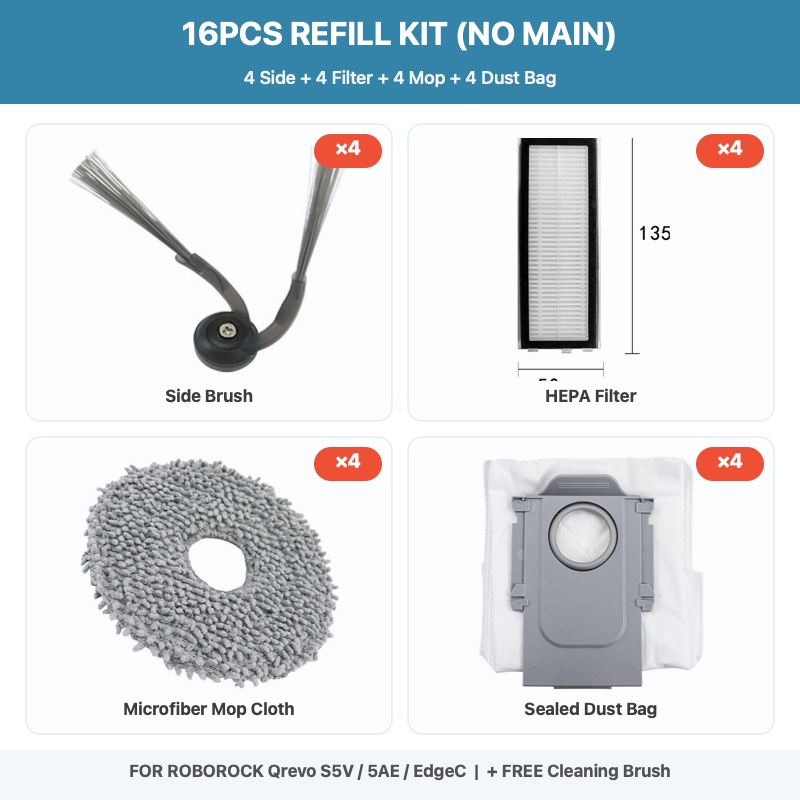 16PCS REFILL KIT (NO MAIN)
4 Side + 4 Filter + 4 Mop + 4 Dust Bag
×4
×4
135
Side Brush
HEPA Filter
×4
×4
Microfiber Mop Cloth
Sealed Dust Bag
FOR ROBOROCK Qrevo S5V / 5AE / EdgeC | + FREE Cleaning Brush